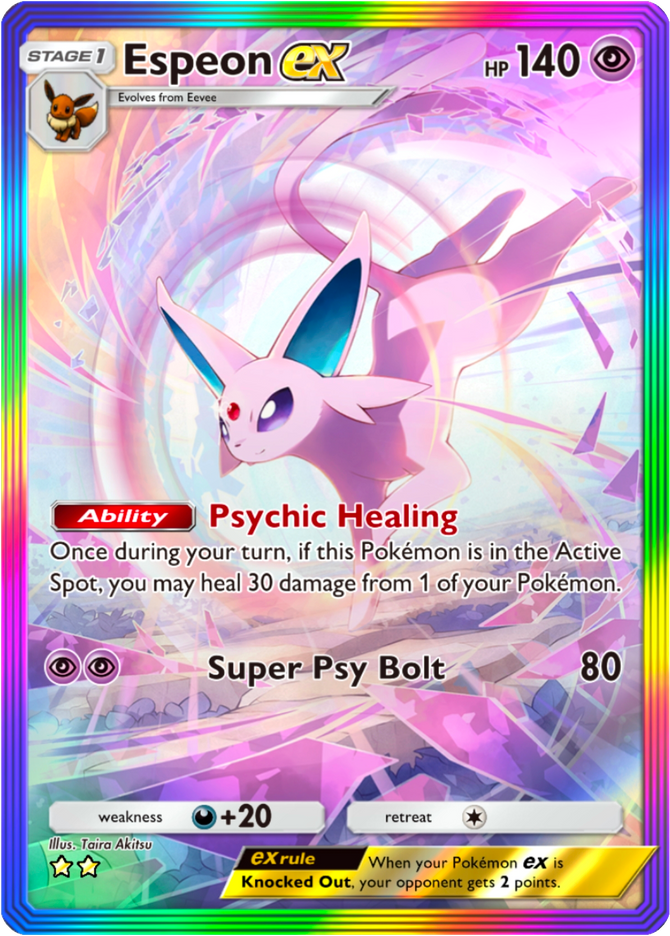 STAGE 1 Espeon ex HP 140
Evolves from Eevee
Ability Psychic Healing
Once during your turn, if this Pokémon is in the Active
Spot, you may heal 30 damage from 1 of your Pokémon.
Super Psy Bolt 80
weakness +20 retreat
Illus. Taira Akitsu
ex rule When your Pokémon ex is
Knocked Out, your opponent gets 2 points.